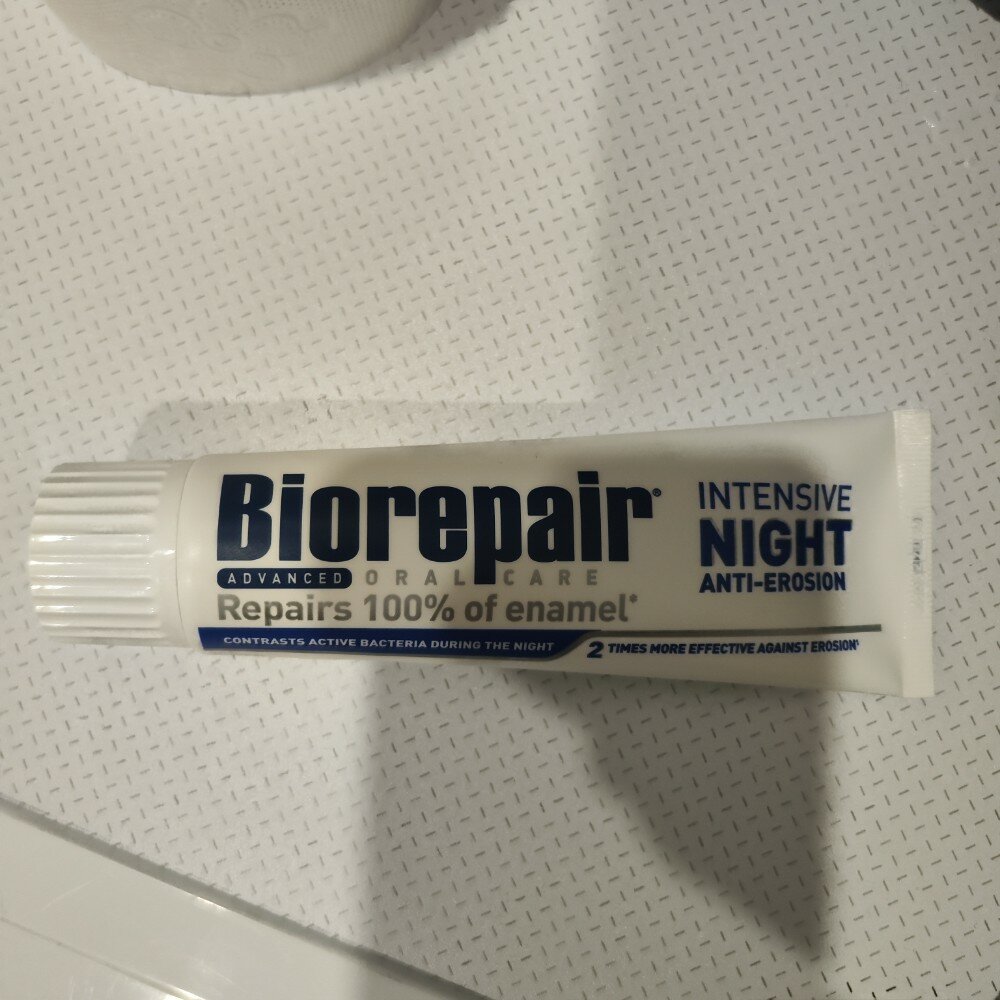 Biorepair®
ADVANCED ORAL CARE
Repairs 100% of enamel*
CONTRASTS ACTIVE BACTERIA DURING THE NIGHT
INTENSIVE
NIGHT
ANTI-EROSION
2 TIMES MORE EFFECTIVE AGAINST EROSION¹